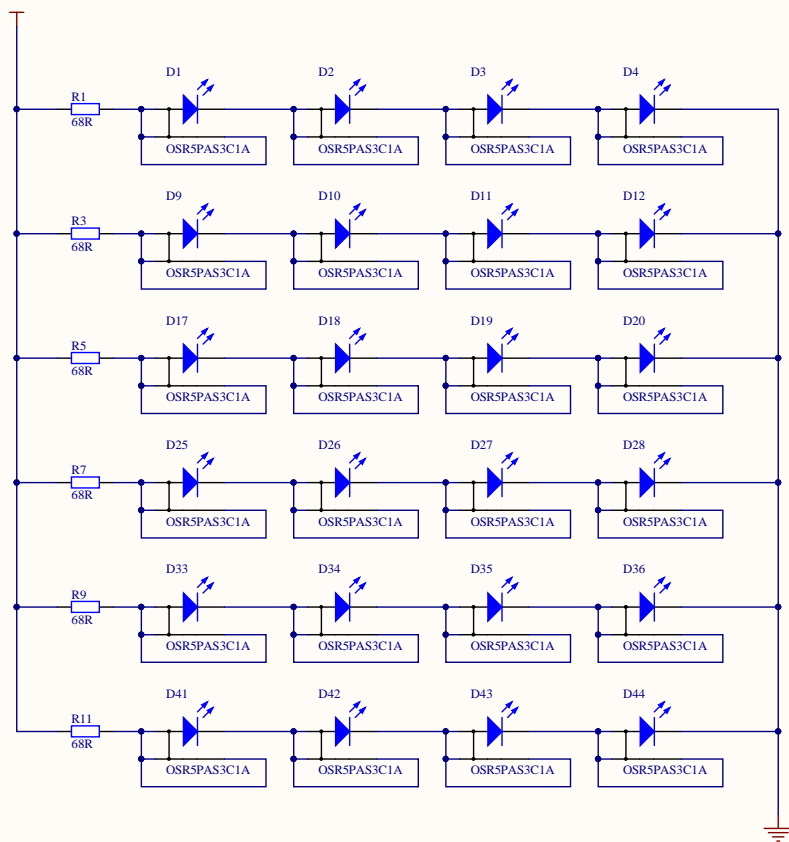 D1 D2 D3 D4
R1
68R
OSR5PAS3C1A OSR5PAS3C1A OSR5PAS3C1A OSR5PAS3C1A
D9 D10 D11 D12
R3
68R
OSR5PAS3C1A OSR5PAS3C1A OSR5PAS3C1A OSR5PAS3C1A
D17 D18 D19 D20
R5
68R
OSR5PAS3C1A OSR5PAS3C1A OSR5PAS3C1A OSR5PAS3C1A
D25 D26 D27 D28
R7
68R
OSR5PAS3C1A OSR5PAS3C1A OSR5PAS3C1A OSR5PAS3C1A
D33 D34 D35 D36
R9
68R
OSR5PAS3C1A OSR5PAS3C1A OSR5PAS3C1A OSR5PAS3C1A
D41 D42 D43 D44
R11
68R
OSR5PAS3C1A OSR5PAS3C1A OSR5PAS3C1A OSR5PAS3C1A